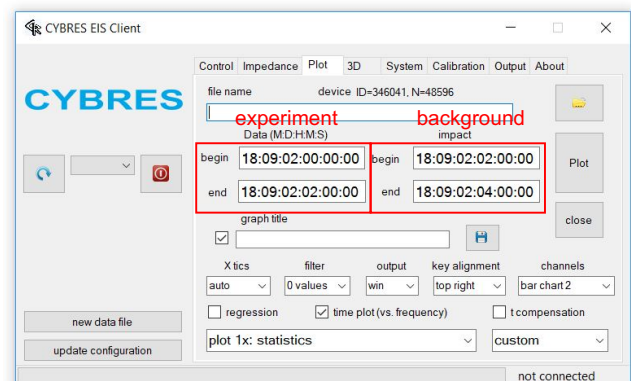 CYBRES EIS Client
Control Impedance Plot 3D System Calibration Output About
CYBRES
file name device ID=346041, N=48596
experiment background
Data (M:D:H:M:S) impact
begin 18:09:02:00:00:00 begin 18:09:02:02:00:00 Plot
end 18:09:02:02:00:00 end 18:09:02:04:00:00
graph title close
X tics filter output key alignment channels
auto 0 values win top right bar chart 2
regression time plot (vs. frequency) t compensation
new data file
plot 1x: statistics custom
update configuration
not connected